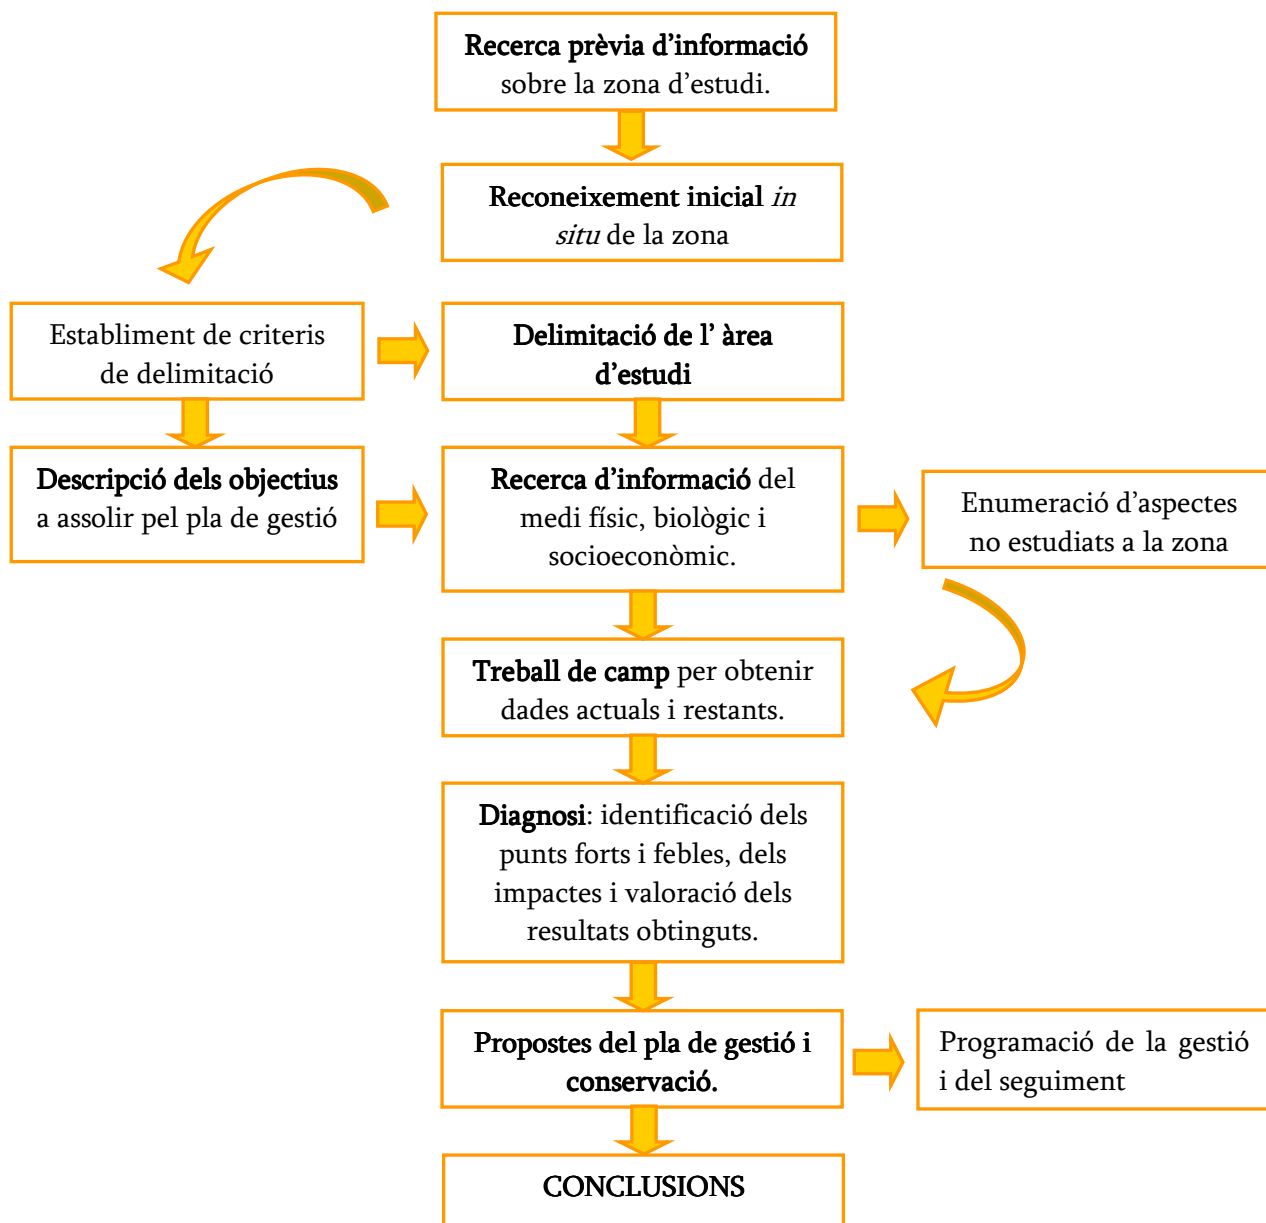 Recerca prèvia d’informació
sobre la zona d’estudi.
Reconeixement inicial in
situ de la zona
Establiment de criteris
de delimitació
Delimitació de l’ àrea
d’estudi
Descripció dels objectius
a assolir pel pla de gestió
Recerca d’informació del
medi físic, biològic i
socioeconòmic.
Enumeració d’aspectes
no estudiats a la zona
Treball de camp per obtenir
dades actuals i restants.
Diagnosi: identificació dels
punts forts i febles, dels
impactes i valoració dels
resultats obtinguts.
Propostes del pla de gestió i
conservació.
Programació de la gestió
i del seguiment
CONCLUSIONS